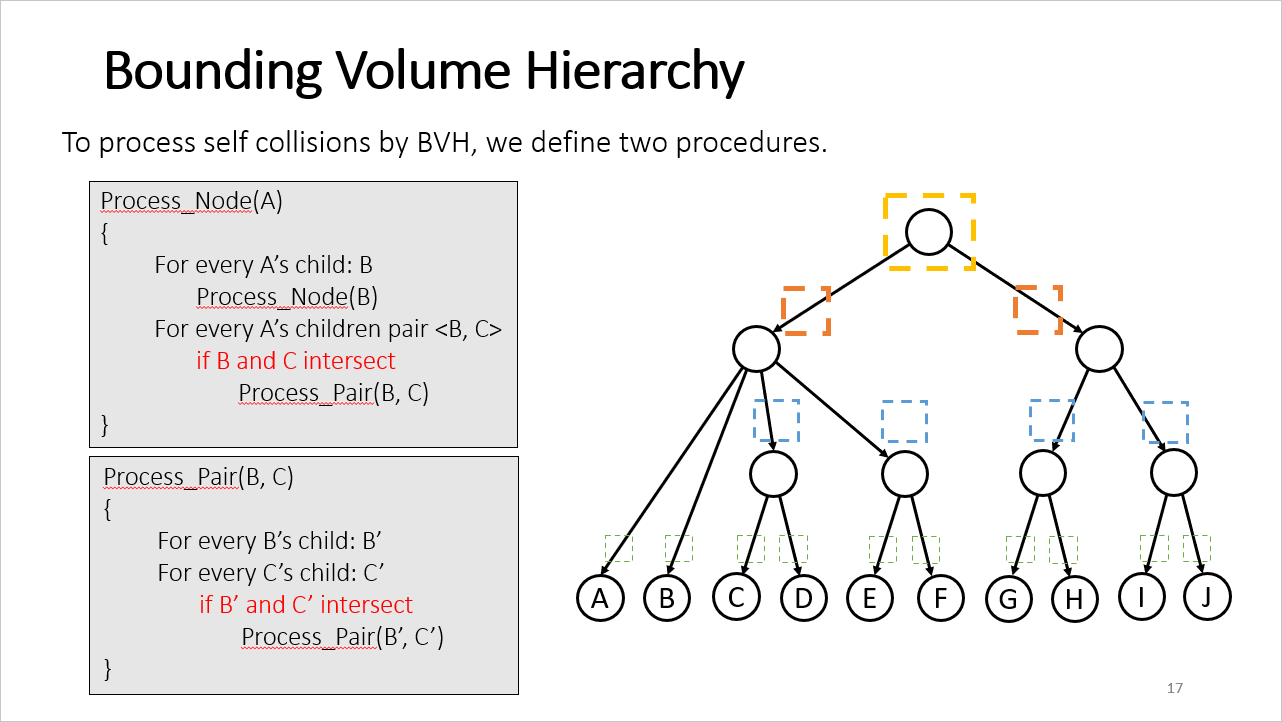 Bounding Volume Hierarchy
To process self collisions by BVH, we define two procedures.
Process_Node(A)
{
For every A’s child: B
Process_Node(B)
For every A’s children pair <B, C>
if B and C intersect
Process_Pair(B, C)
}
Process_Pair(B, C)
{
For every B’s child: B’
For every C’s child: C’
if B’ and C’ intersect
Process_Pair(B’, C’)
}
A B C D E F G H I J
17